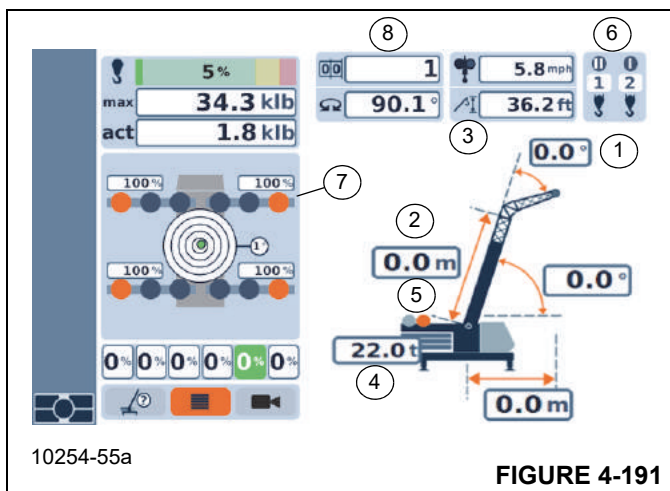 8
6
5%
00
1
5.8 mph
1 2
max
34.3 klb
90.1°
36.2 ft
act
1.8 klb
3
0.0°
1
100%
100%
7
2
1°
0.0 m
0.0°
100%
100%
5
22.0 t
0% 0% 0% 0% 0% 0%
4
?
0.0 m
10254-55a
FIGURE 4-191